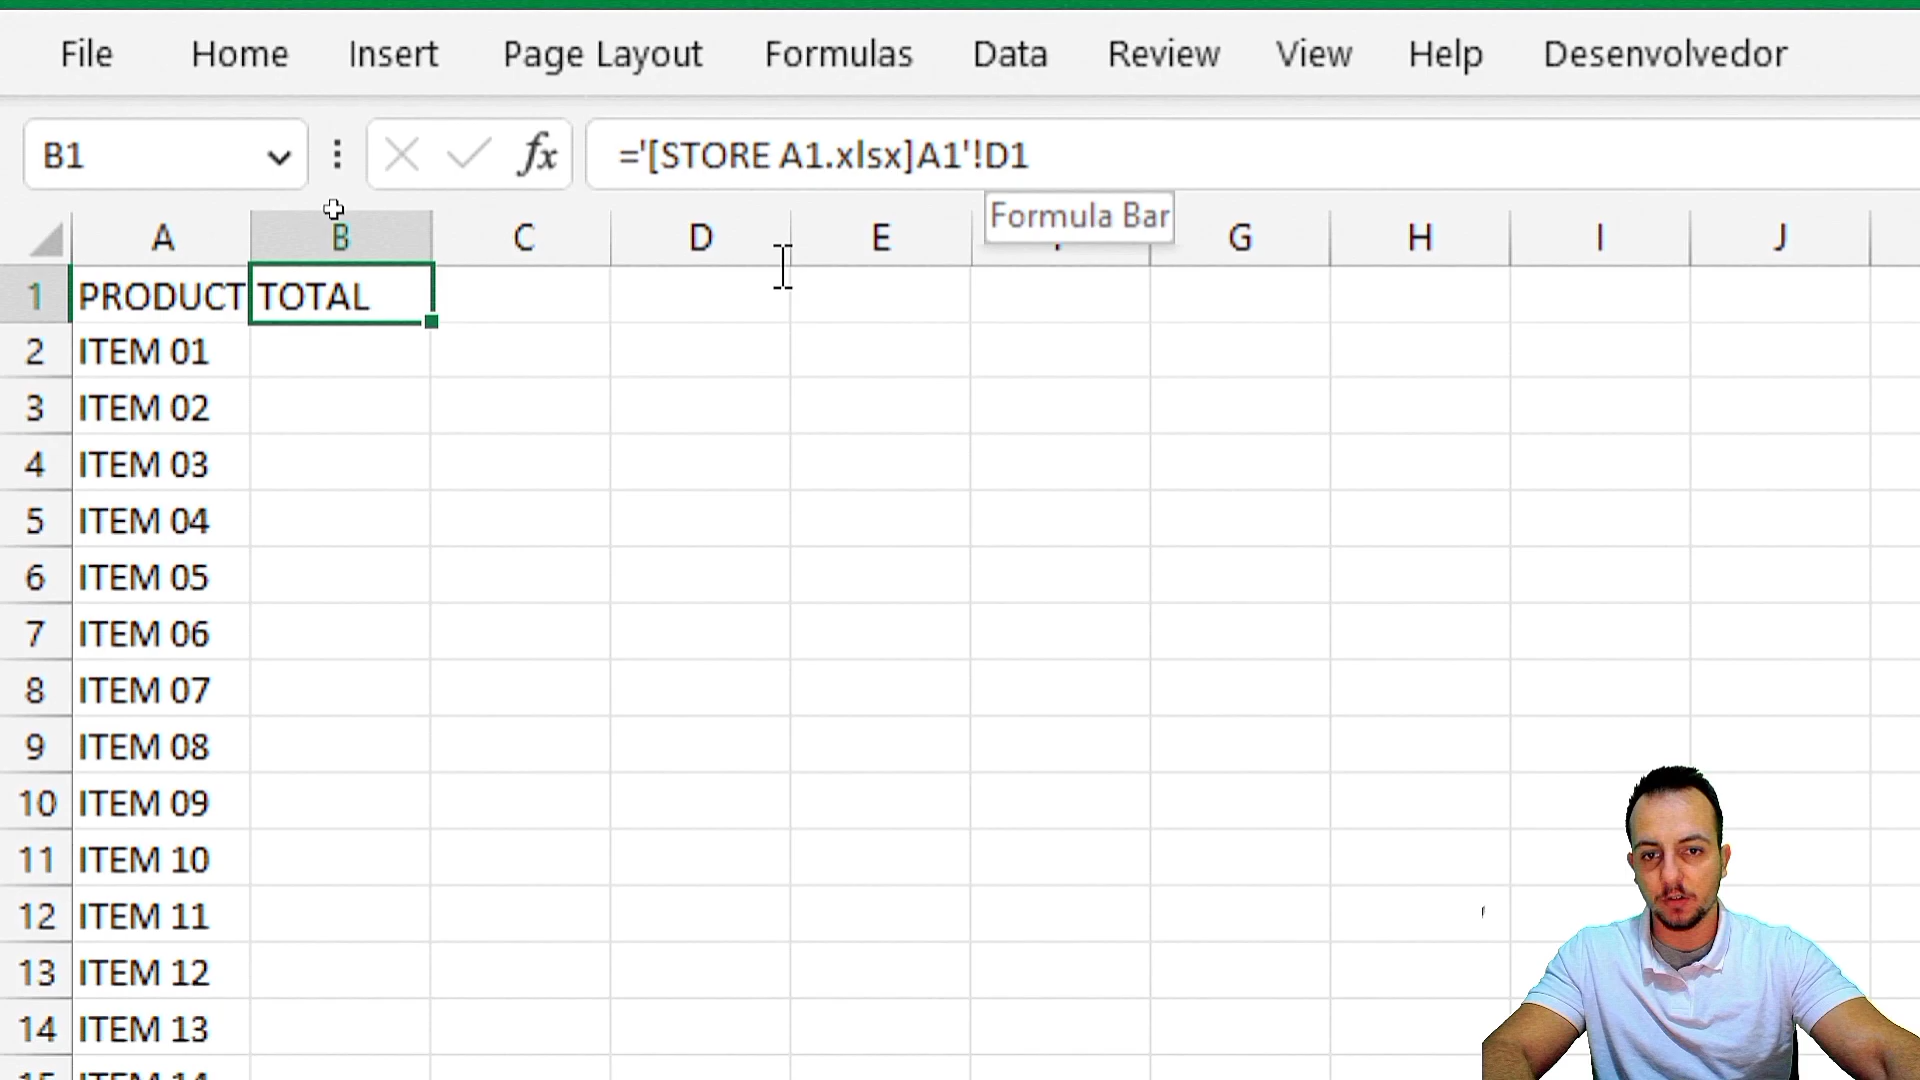 File Home Insert Page Layout Formulas Data Review View Help Desenvolvedor
B1 fx ='[STORE A1.xlsx]A1'!D1
Formula Bar
A B C D E G H I J
1 PRODUCT TOTAL
2 ITEM 01
3 ITEM 02
4 ITEM 03
5 ITEM 04
6 ITEM 05
7 ITEM 06
8 ITEM 07
9 ITEM 08
10 ITEM 09
11 ITEM 10
12 ITEM 11
13 ITEM 12
14 ITEM 13